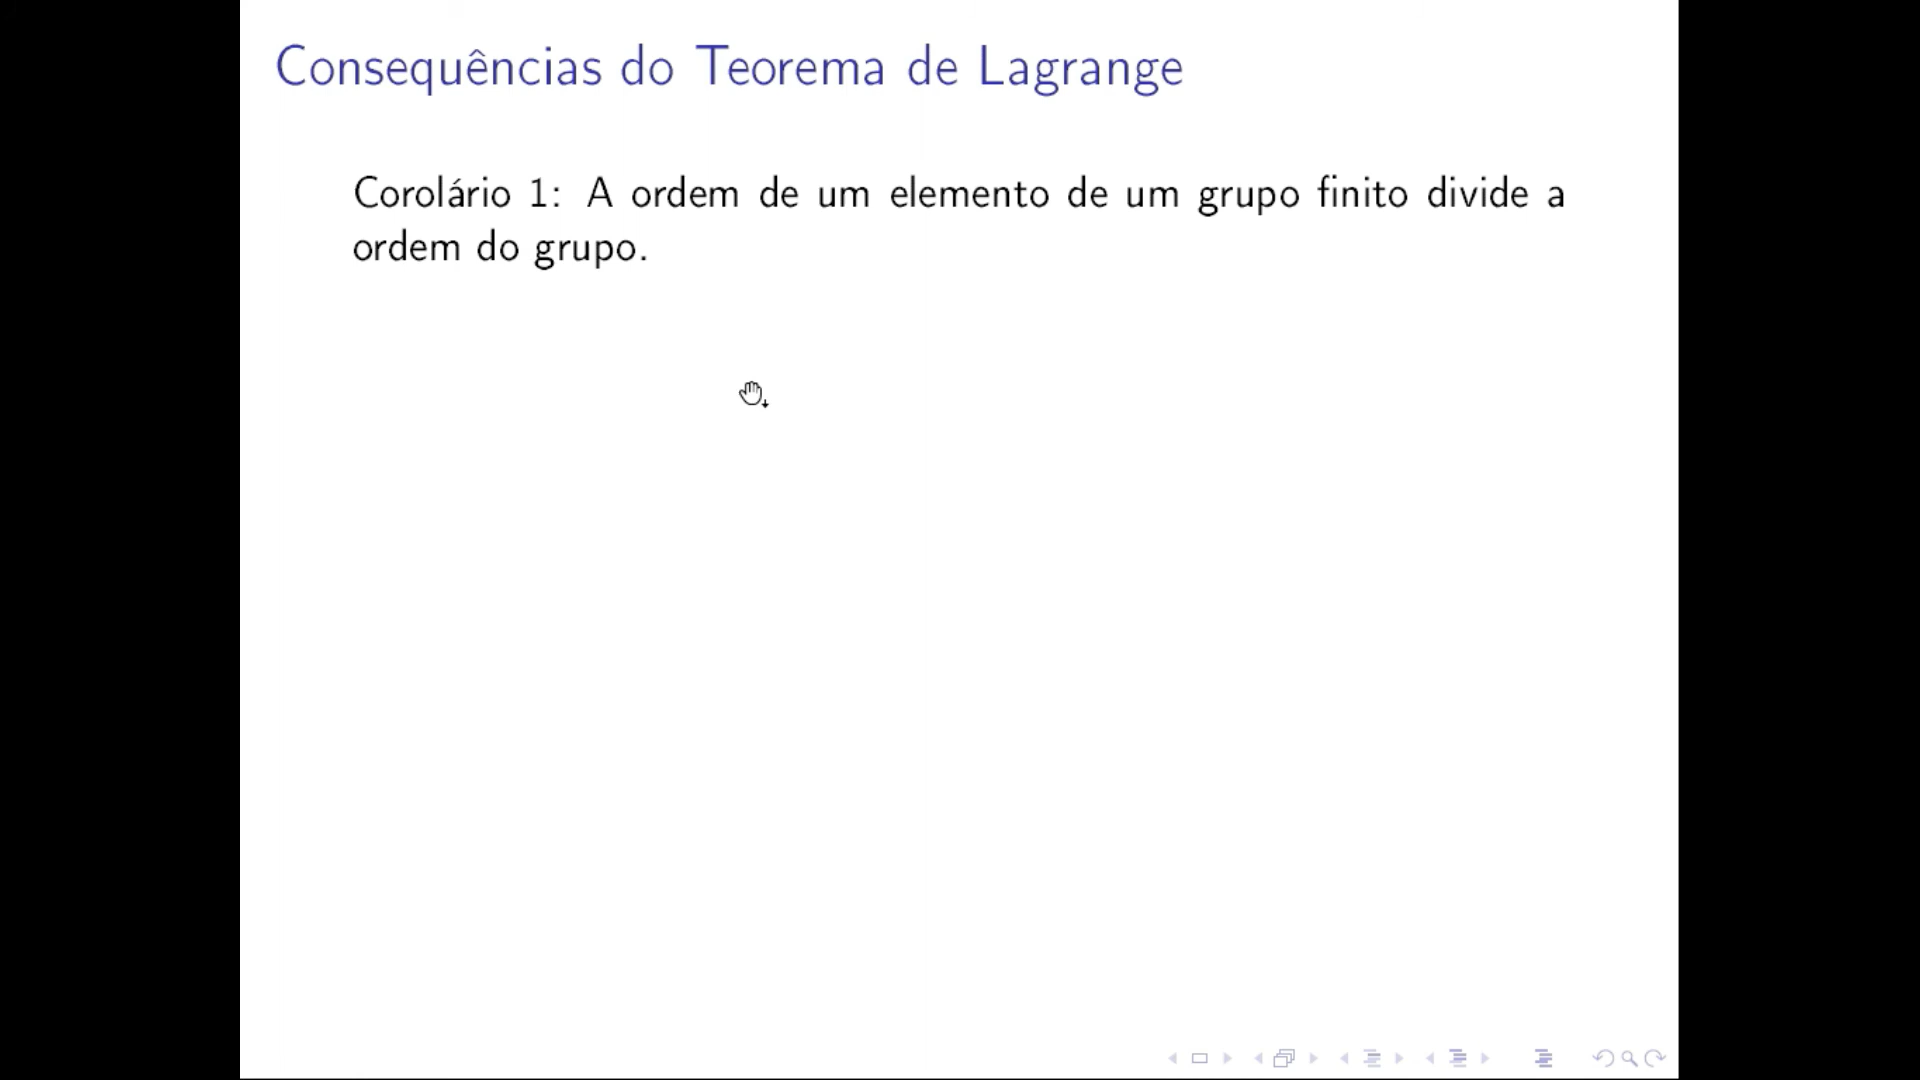 Consequências do Teorema de Lagrange
Corolário 1: A ordem de um elemento de um grupo finito divide a
ordem do grupo.